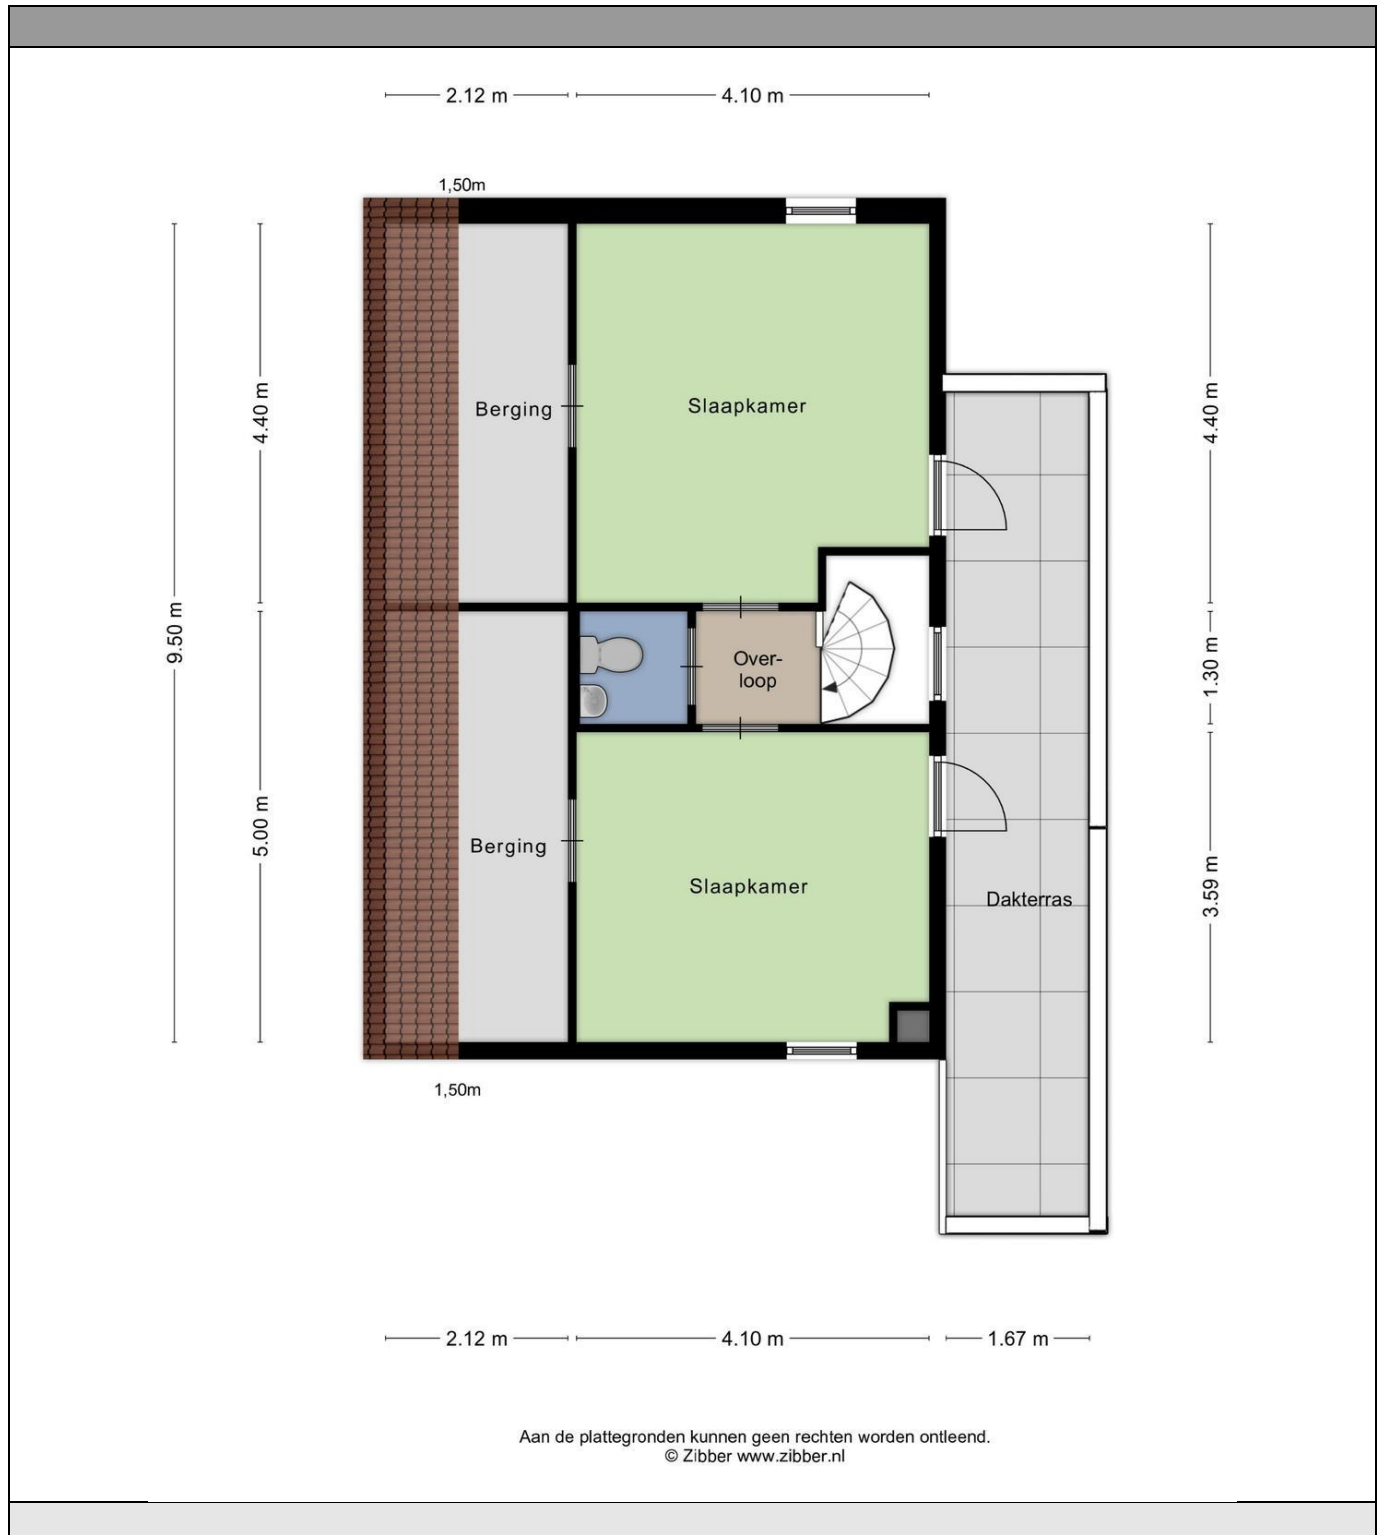 2.12 m 4.10 m
1,50m
Berging Slaapkamer
4.40 m 4.40 m
9.50 m
Over-
loop
1.30 m
5.00 m
Berging
Slaapkamer
3.59 m
Dakterras
1,50m
2.12 m 4.10 m 1.67 m
Aan de plattegronden kunnen geen rechten worden ontleend.
© Zibber www.zibber.nl